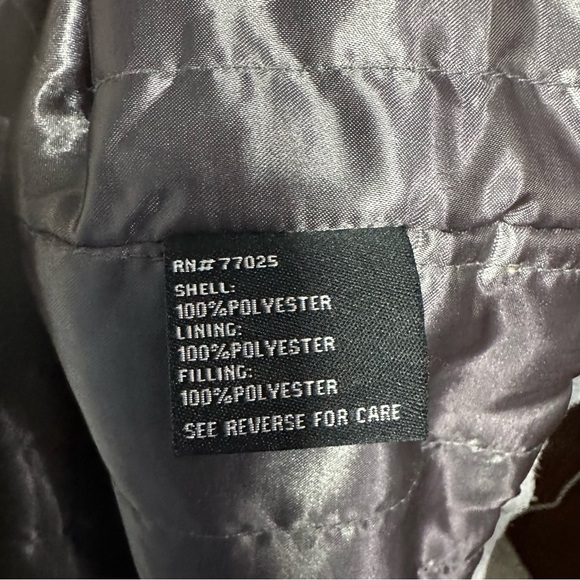 RN# 77025
SHELL:
100%POLYESTER
LINING:
100%POLYESTER
FILLING:
100%POLYESTER
SEE REVERSE FOR CARE